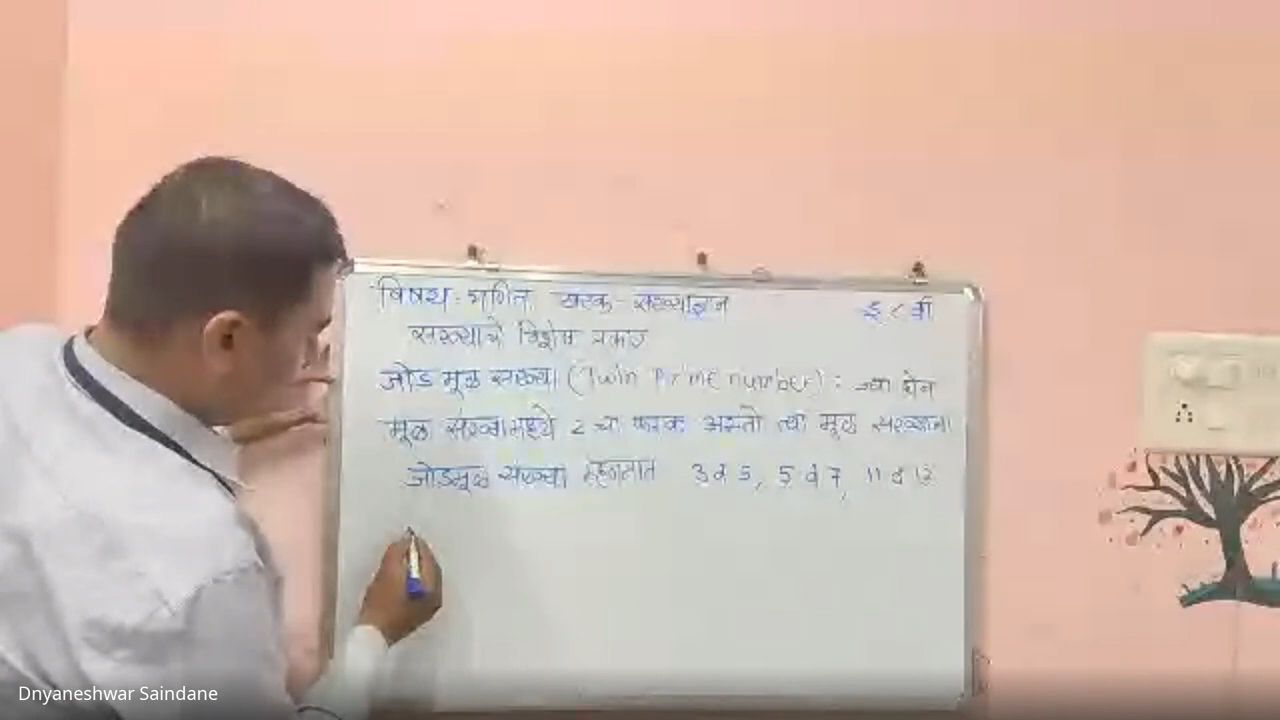 विषय: गणित घटक - संख्याज्ञान इ ८ वी
संख्याचे विशेष प्रकार
जोड मूळ संख्या (Twin Prime number) : ज्या दोन
मूळ संख्यामध्ये 2 चा फरक असतो त्या मूळ संख्यांना
जोडमूळ संख्या म्हणतात 3 व 5, 5 व 7, 11 व 13
Dnyaneshwar Saindane